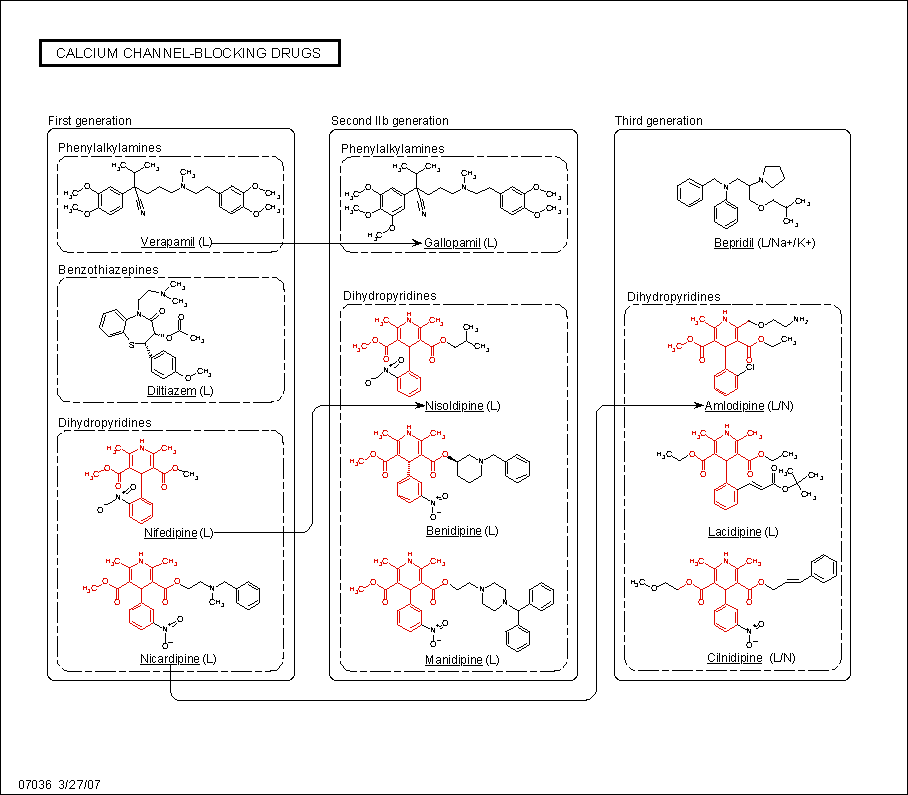 CALCIUM CHANNEL-BLOCKING DRUGS
First generation
Phenylalkylamines
Verapamil (L)
Benzothiazepines
Diltiazem (L)
Dihydropyridines
Nifedipine (L)
Nicardipine (L)
Second IIb generation
Phenylalkylamines
Gallopamil (L)
Dihydropyridines
Nisoldipine (L)
Benidipine (L)
Manidipine (L)
Third generation
Bepridil (L/Na+/K+)
Dihydropyridines
Amlodipine (L/N)
Lacidipine (L)
Cilnidipine (L/N)
07036 3/27/07